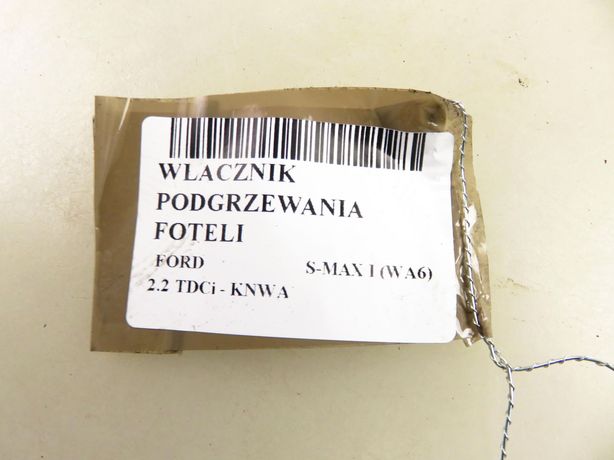 WLACZNIK
PODGRZEWANIA
FOTELI
FORD S-MAX I (WA6)
2.2 TDCi - KNWA